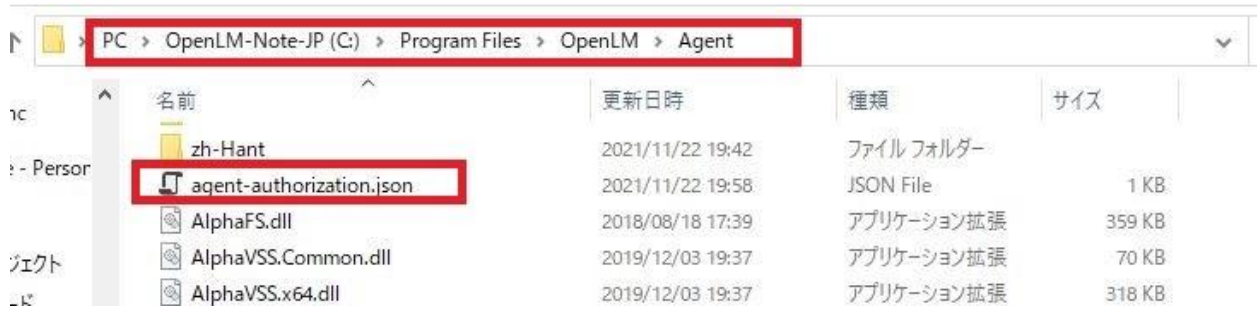 PC > OpenLM-Note-JP (C:) > Program Files > OpenLM > Agent
名前 更新日時 種類 サイズ
zh-Hant 2021/11/22 19:42 ファイル フォルダー
- Person
agent-authorization.json 2021/11/22 19:58 JSON File 1 KB
AlphaFS.dll 2018/08/18 17:39 アプリケーション拡張 359 KB
AlphaVSS.Common.dll 2019/12/03 19:37 アプリケーション拡張 70 KB
ジェクト
AlphaVSS.x64.dll 2019/12/03 19:37 アプリケーション拡張 318 KB